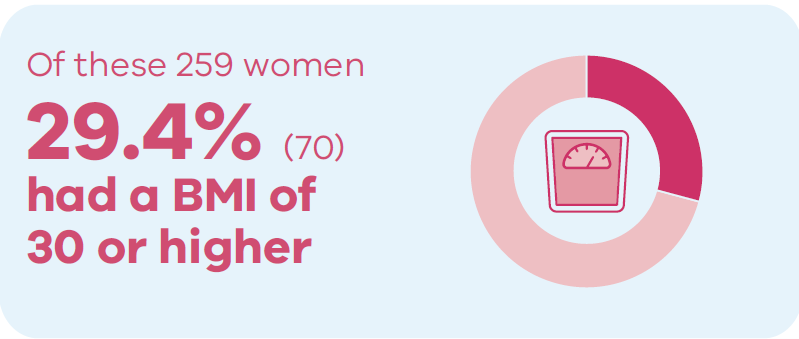 Of these 259 women
29.4% (70)
had a BMI of
30 or higher